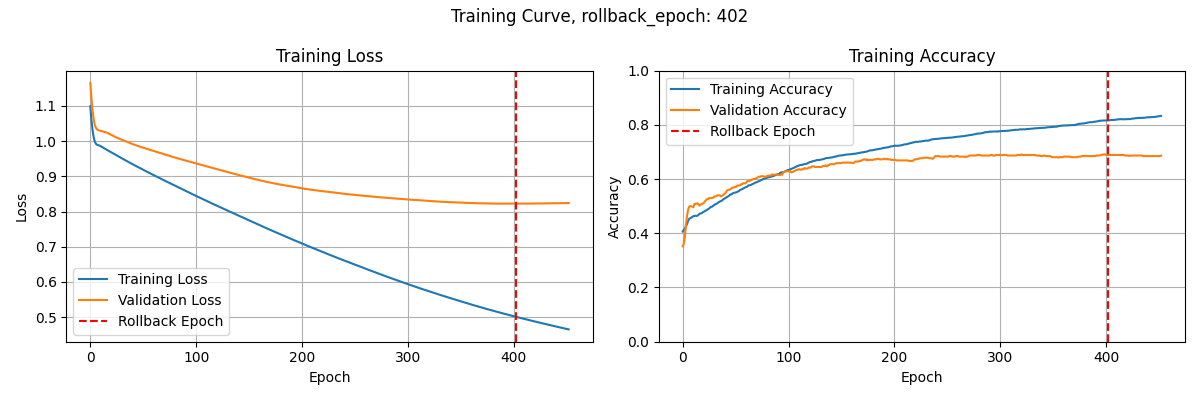 Training Curve, rollback_epoch: 402
Training Loss
Loss
1.1
1.0
0.9
0.8
0.7
0.6
0.5
Training Loss
Validation Loss
Rollback Epoch
0 100 200 300 400
Epoch
Training Accuracy
Accuracy
1.0
0.8
0.6
0.4
0.2
0.0
Training Accuracy
Validation Accuracy
Rollback Epoch
0 100 200 300 400
Epoch